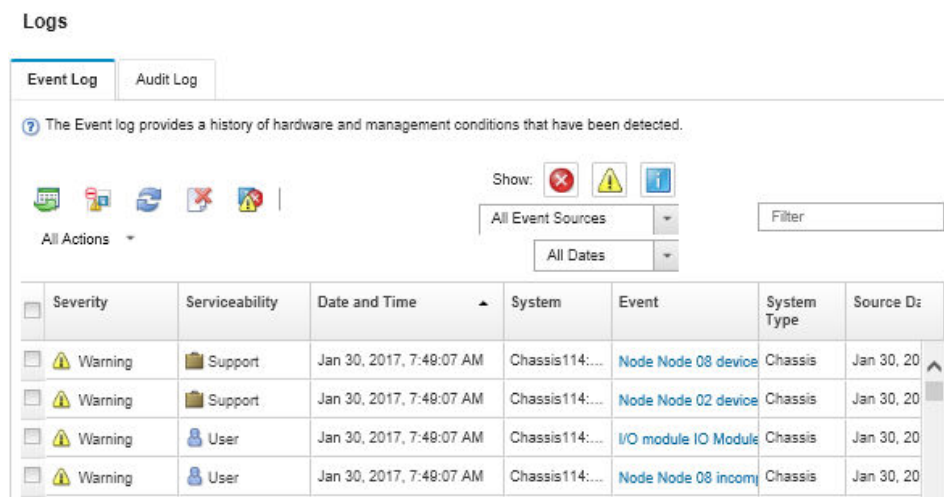 Logs
Event Log Audit Log
? The Event log provides a history of hardware and management conditions that have been detected.
Show:
All Event Sources
Filter
All Actions
All Dates
Severity Serviceability Date and Time System Event System Type Source Da
Warning Support Jan 30, 2017, 7:49:07 AM Chassis114:... Node Node 08 device Chassis Jan 30, 20
Warning Support Jan 30, 2017, 7:49:07 AM Chassis114:... Node Node 02 device Chassis Jan 30, 20
Warning User Jan 30, 2017, 7:49:07 AM Chassis114:... I/O module IO Module Chassis Jan 30, 20
Warning User Jan 30, 2017, 7:49:07 AM Chassis114:... Node Node 08 incomp Chassis Jan 30, 20